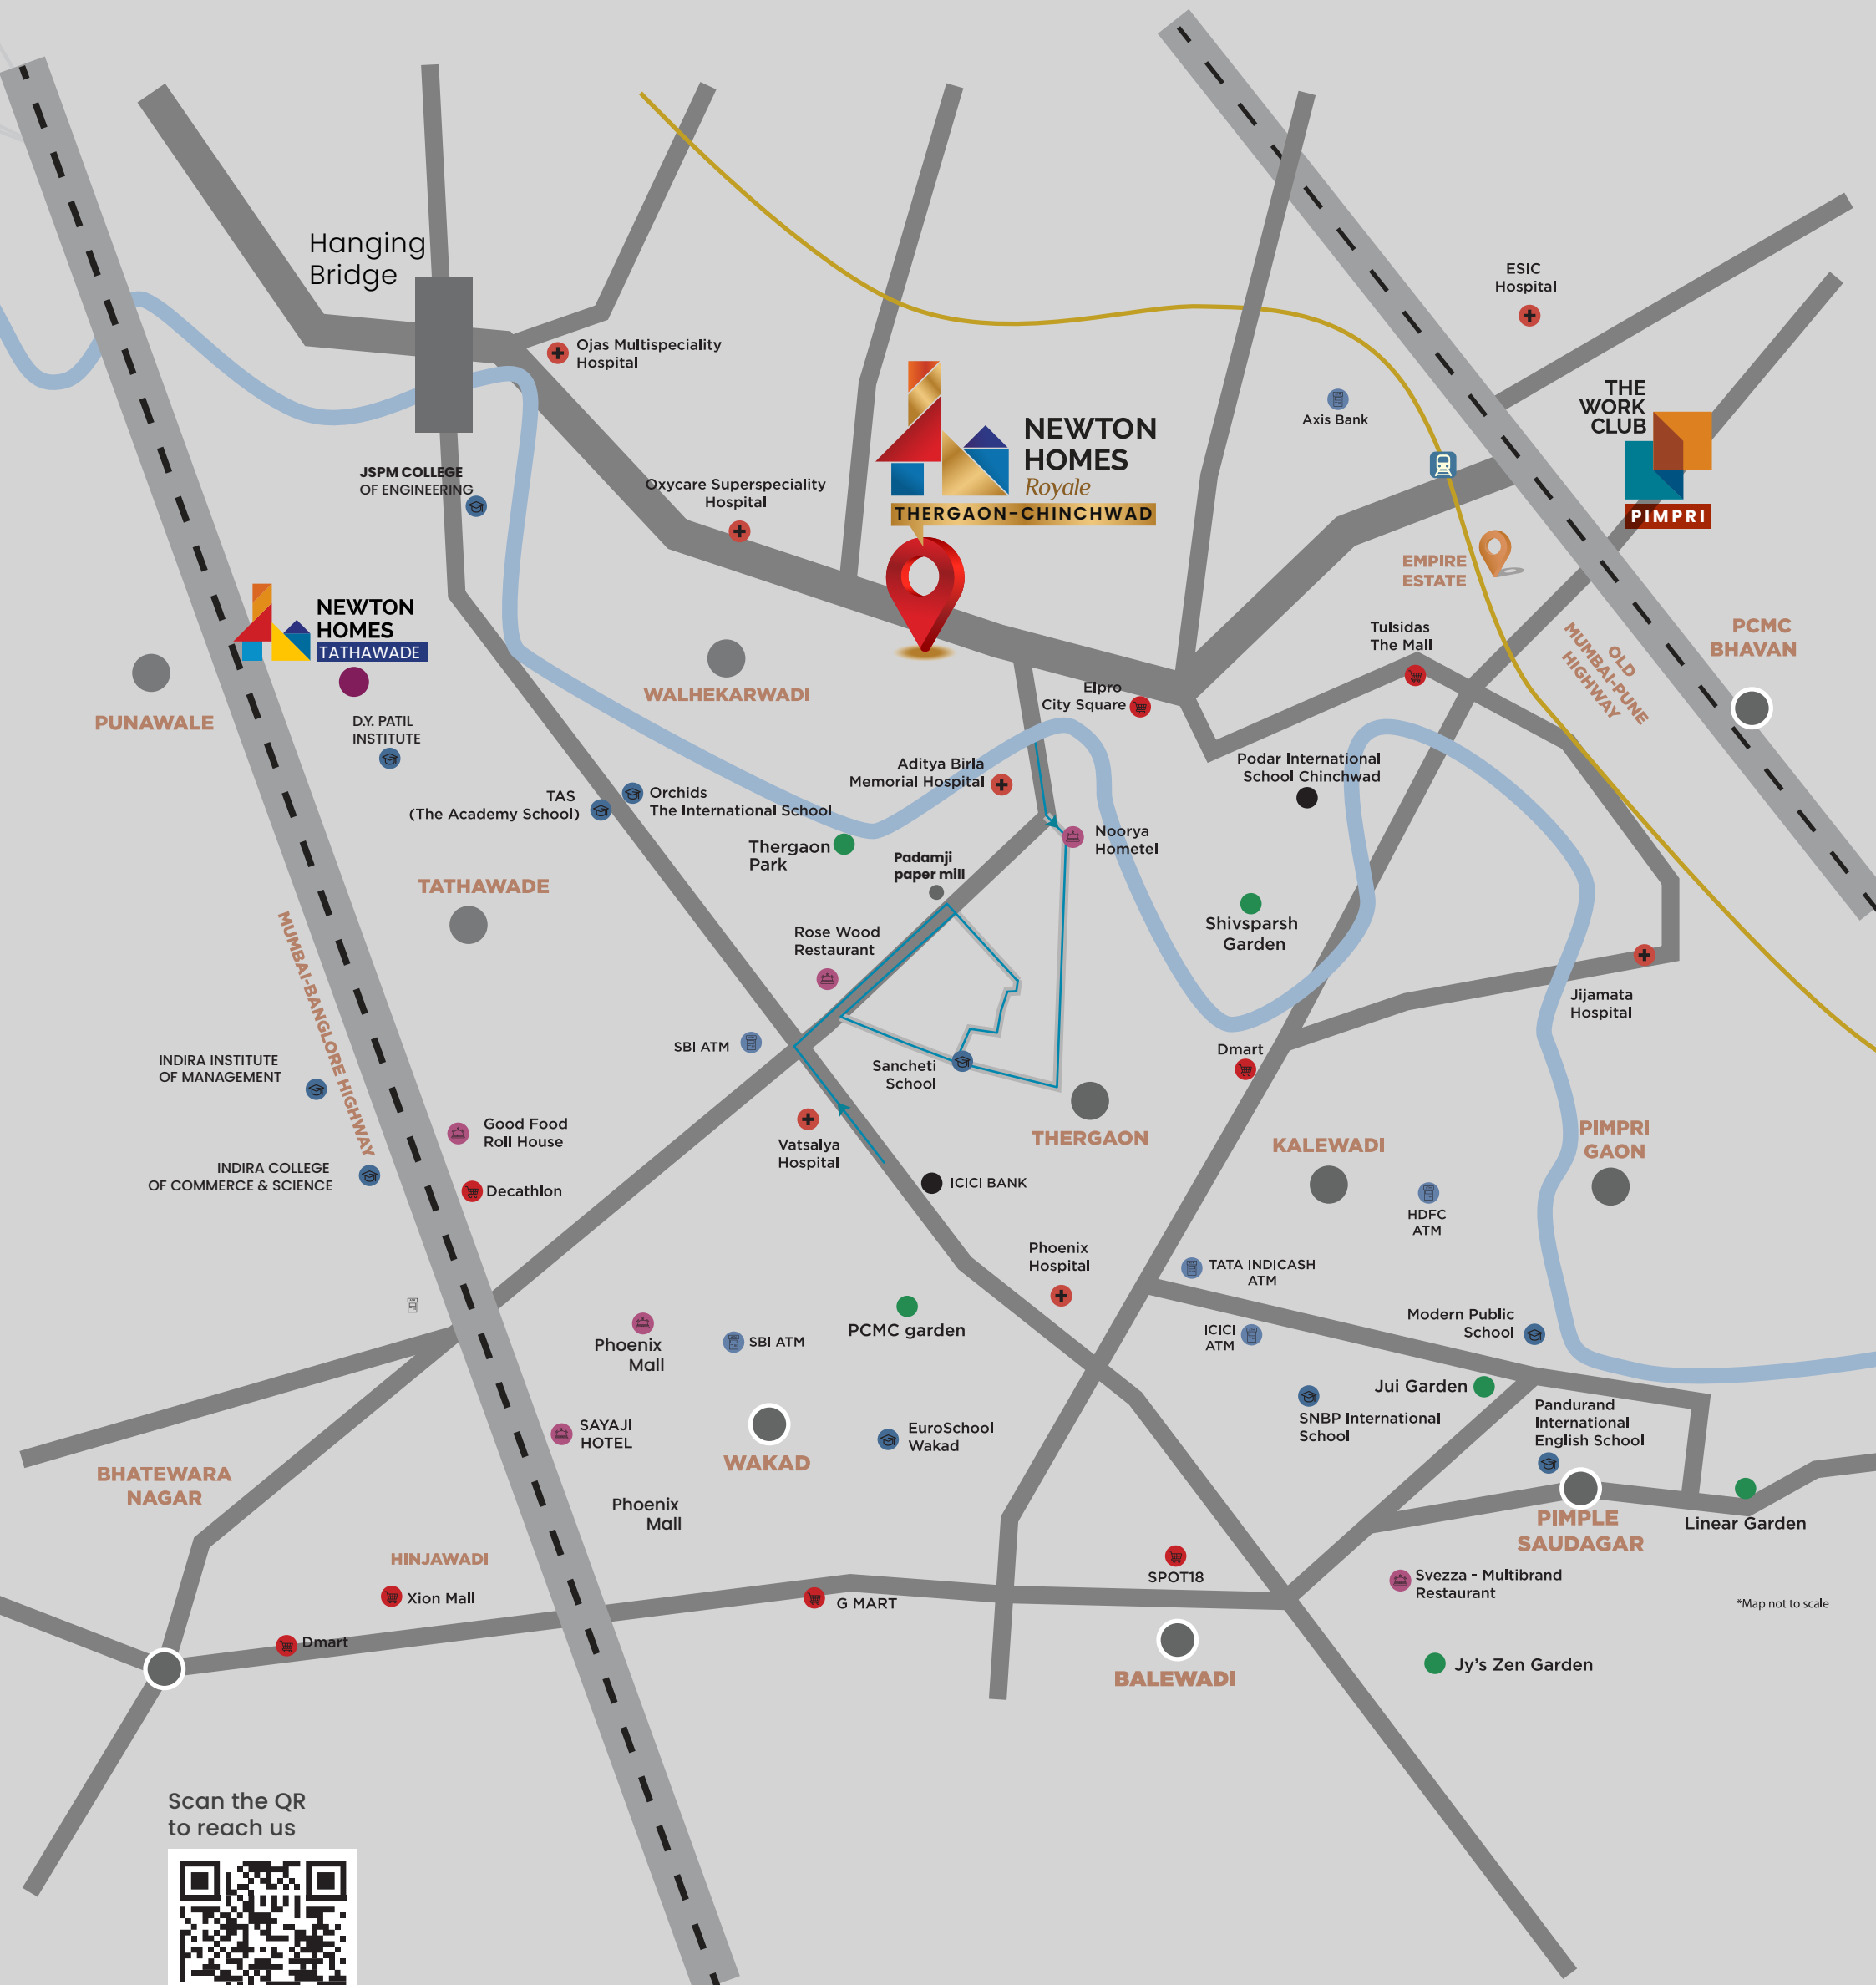 Hanging
Bridge
ESIC
Hospital
Ojas Multispeciality
Hospital
THE
WORK
CLUB
PIMPRI
Axis Bank
NEWTON
HOMES
Royale
THERGAON-CHINCHWAD
JSPM COLLEGE
OF ENGINEERING
Oxycare Superspeciality
Hospital
EMPIRE
ESTATE
NEWTON
HOMES
TATHAWADE
Tulsidas
The Mall
OLD
MUMBAI-PUNE
HIGHWAY
PCMC
BHAVAN
PUNAWALE
WALHEKARWADI
Elpro
City Square
D.Y. PATIL
INSTITUTE
Aditya Birla
Memorial Hospital
Podar International
School Chinchwad
TAS
(The Academy School)
Orchids
The International School
Noorya
Hometel
Thergaon
Park
Padamji
paper mill
TATHAWADE
MUMBAI-BANGLORE HIGHWAY
Rose Wood
Restaurant
Shivsparsh
Garden
Jijamata
Hospital
SBI ATM
Dmart
INDIRA INSTITUTE
OF MANAGEMENT
Sancheti
School
Good Food
Roll House
THERGAON
KALEWADI
PIMPRI
GAON
Vatsalya
Hospital
INDIRA COLLEGE
OF COMMERCE & SCIENCE
Decathlon
ICICI BANK
HDFC
ATM
Phoenix
Hospital
TATA INDICASH
ATM
Phoenix
Mall
SBI ATM
PCMC garden
ICICI
ATM
Modern Public
School
Jui Garden
SAYAJI
HOTEL
EuroSchool
Wakad
SNBP International
School
Pandurand
International
English School
WAKAD
BHATEWARA
NAGAR
Phoenix
Mall
PIMPLE
SAUDAGAR
Linear Garden
HINJAWADI
Xion Mall
G MART
SPOT18
Svezza - Multibrand
Restaurant
*Map not to scale
Dmart
BALEWADI
Jy's Zen Garden
Scan the QR
to reach us